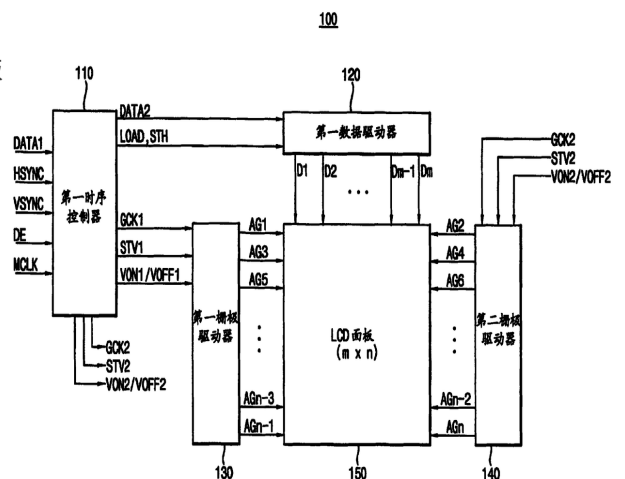 100
110
120
DATA2
LOAD,STH
第一数据驱动器
DATA1
HSYNC
VSYNC
DE
MCLK
第一时序
控制器
D1
D2
...
Dm-1
Dm
GCK2
STV2
VON2/VOFF2
GCK1
STV1
VON1/VOFF1
AG1
AG3
AG5
AG2
AG4
AG6
第一栅极
驱动器
LCD面板
(m x n)
第二栅极
驱动器
GCK2
STV2
VON2/VOFF2
AGn-3
AGn-1
AGn-2
AGn
130
150
140